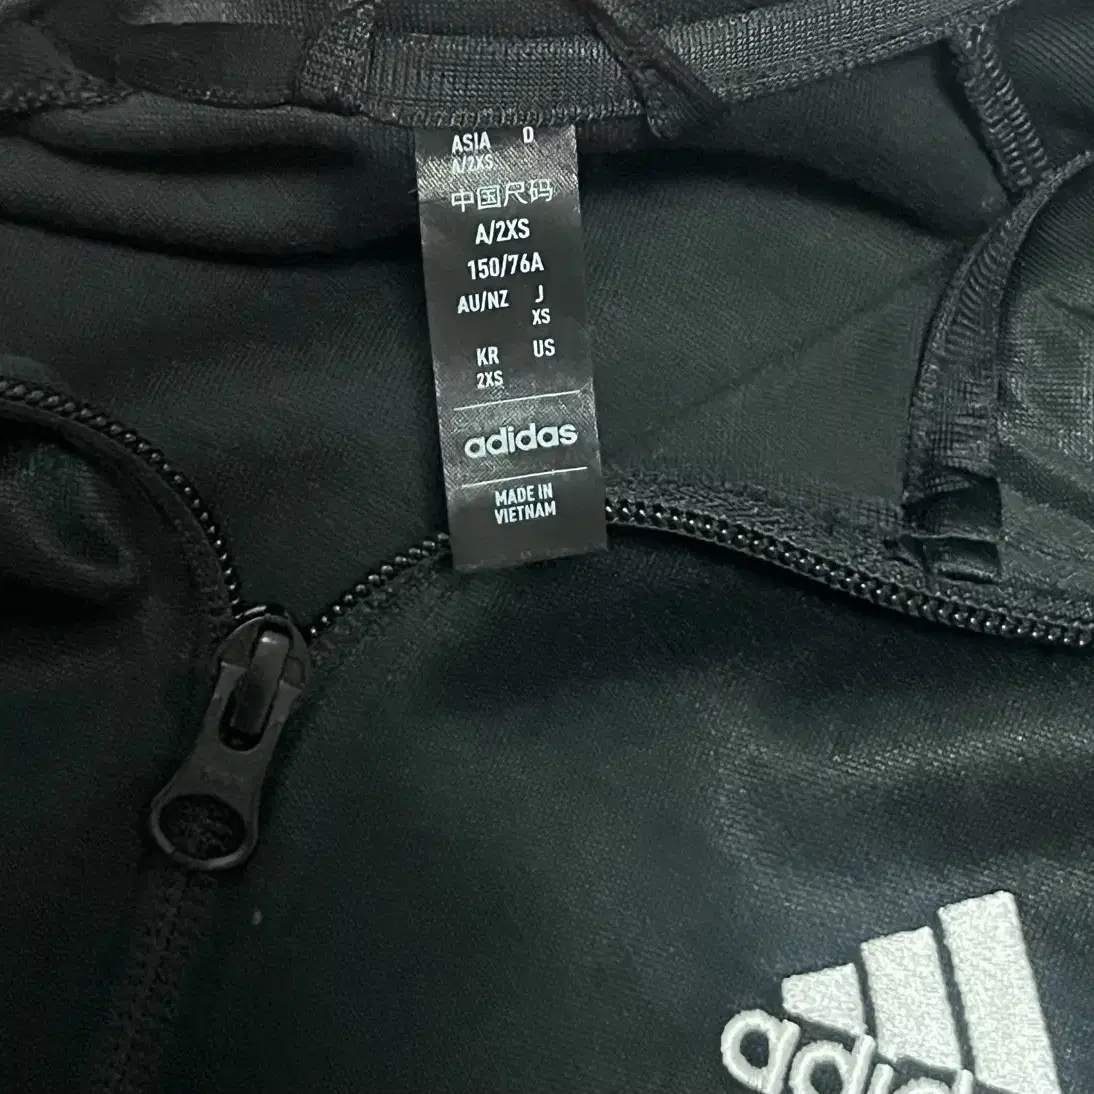 ASIA D
A/2XS
中国尺码
A/2XS
150/76A
AU/NZ J
XS
KR US
2XS
adidas
MADE IN
VIETNAM
adidas